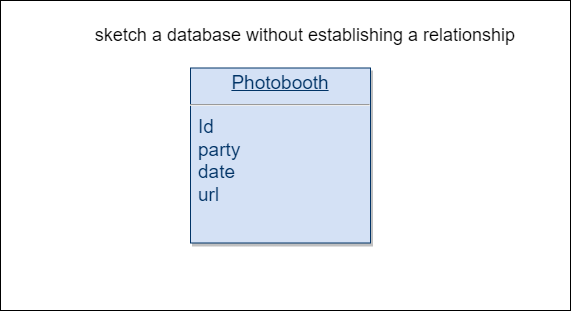 sketch a database without establishing a relationship
Photobooth
Id
party
date
url